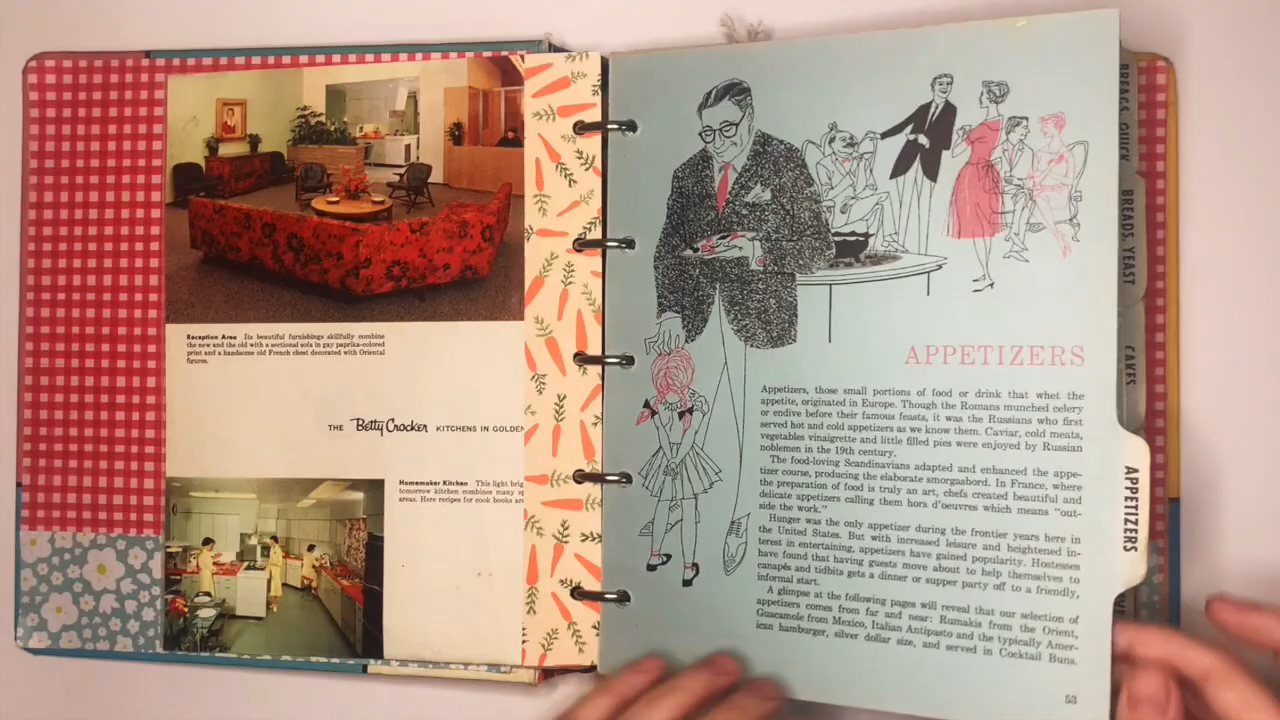 Reception Area Its beautiful furnishings skillfully combine
the new and the old with a sectional sofa in gay paprika-colored
print and a handsome old French chest decorated with Oriental
figures.
THE Betty Crocker KITCHENS IN GOLDEN
Homemaker Kitchen This light
tomorrow kitchen combines many
areas. Here recipes for cook books
APPETIZERS
Appetizers, those small portions of food or drink that whet the
appetite, originated in Europe. Though the Romans munched celery
or endive before their famous feasts, it was the Russians who first
served hot and cold appetizers as we know them. Caviar, cold meats,
vegetables vinaigrette and little filled pies were enjoyed by Russian
noblemen in the 19th century.
The food-loving Scandinavians adapted and enhanced the appe-
tizer course, producing the elaborate smorgasbord. In France, where
the preparation of food is truly an art, chefs created beautiful and
delicate appetizers calling them hors d'oeuvres which means "out-
side the work."
Hunger was the only appetizer during the frontier years here in
the United States. But with increased leisure and heightened in-
terest in entertaining, appetizers have gained popularity. Hostesses
have found that having guests move about to help themselves to
canapés and tidbits gets a dinner or supper party off to a friendly,
informal start.
A glimpse at the following pages will reveal that our selection of
appetizers comes from far and near: Rumakis from the Orient,
Guacamole from Mexico, Italian Antipasto and the typically Amer-
ican hamburger, silver dollar size, and served in Cocktail Buns.
53
BREADS, QUICK
BREADS, YEAST
CAKES
APPETIZERS